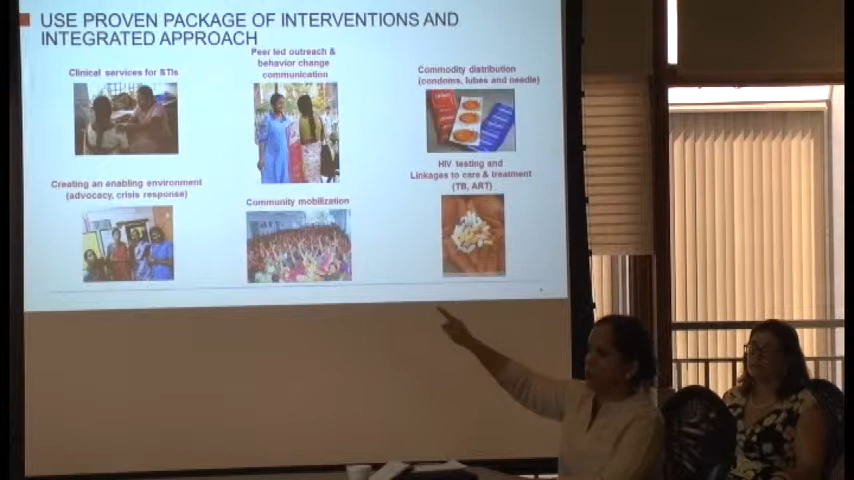 USE PROVEN PACKAGE OF INTERVENTIONS AND
INTEGRATED APPROACH
Clinical services for STIs
Peer led outreach &
behavior change
communication
Commodity distribution
(condoms, lubes and needle)
Creating an enabling environment
(advocacy, crisis response)
Community mobilization
HIV testing and
Linkages to care & treatment
(TB, ART)